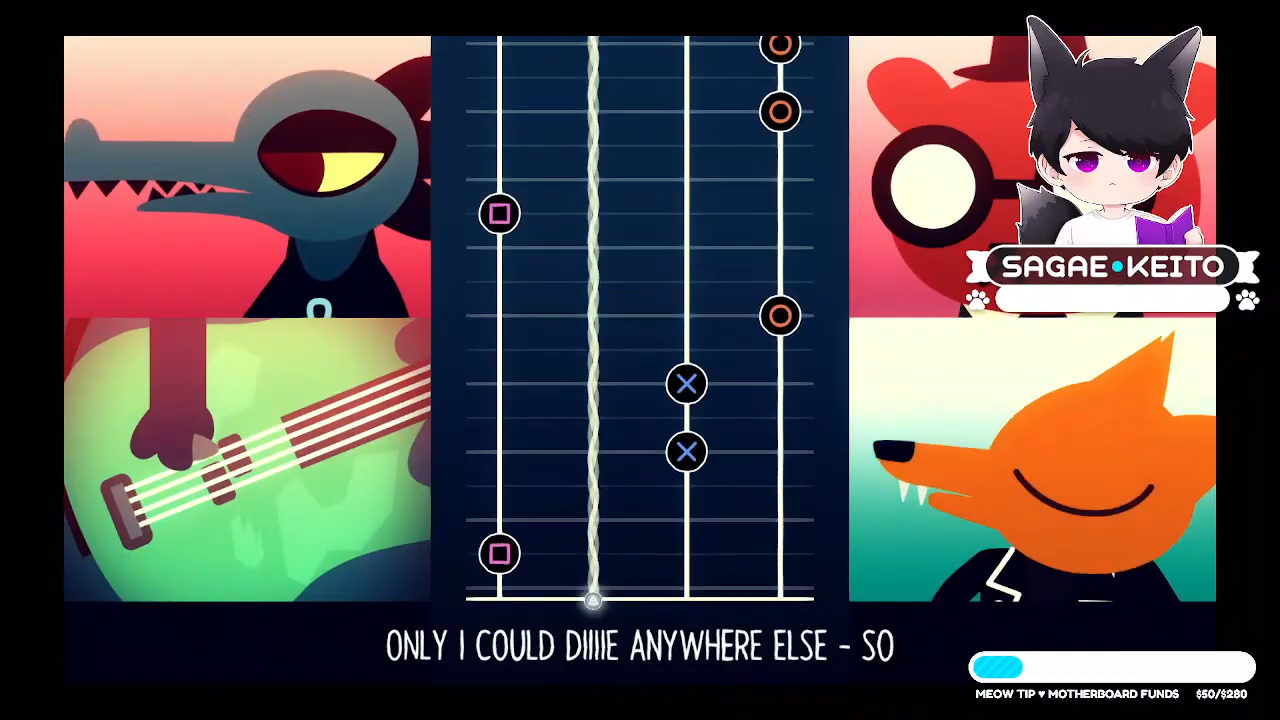 SAGAE•KEITO
ONLY I COULD DIIIIE ANYWHERE ELSE - SO
MEOW TIP ♥ MOTHERBOARD FUNDS $50/$280